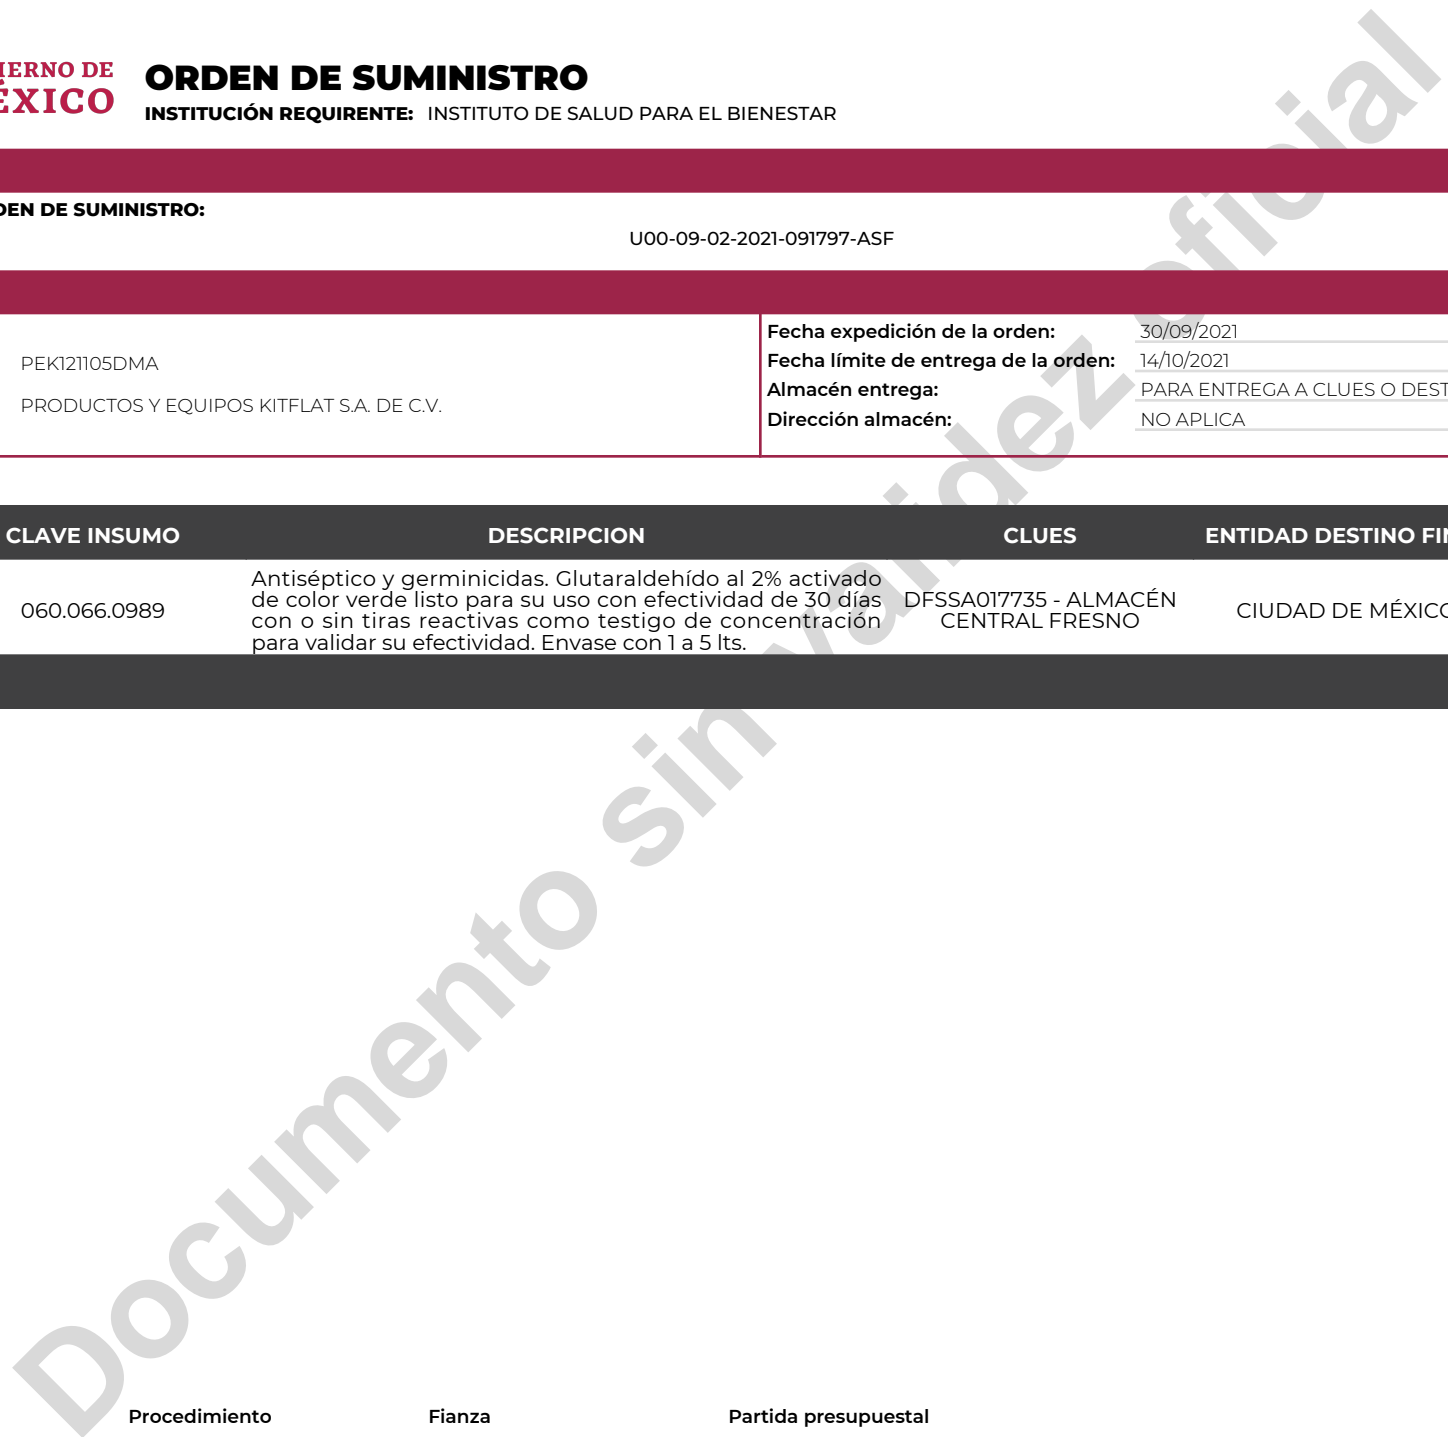 IERNO DE
ÉXICO
ORDEN DE SUMINISTRO
INSTITUCIÓN REQUIRENTE: INSTITUTO DE SALUD PARA EL BIENESTAR
DEN DE SUMINISTRO:
U00-09-02-2021-091797-ASF
PEK121105DMA
PRODUCTOS Y EQUIPOS KITFLAT S.A. DE C.V.
Fecha expedición de la orden: 30/09/2021
Fecha límite de entrega de la orden: 14/10/2021
Almacén entrega: PARA ENTREGA A CLUES O DEST
Dirección almacén: NO APLICA
CLAVE INSUMO DESCRIPCION CLUES ENTIDAD DESTINO FIN
060.066.0989
Antiséptico y germinicidas. Glutaraldehído al 2% activado
de color verde listo para su uso con efectividad de 30 días
con o sin tiras reactivas como testigo de concentración
para validar su efectividad. Envase con 1 a 5 lts.
DFSSA017735 - ALMACÉN
CENTRAL FRESNO
CIUDAD DE MÉXICO
Documento sin validez oficial
Procedimiento Fianza Partida presupuestal